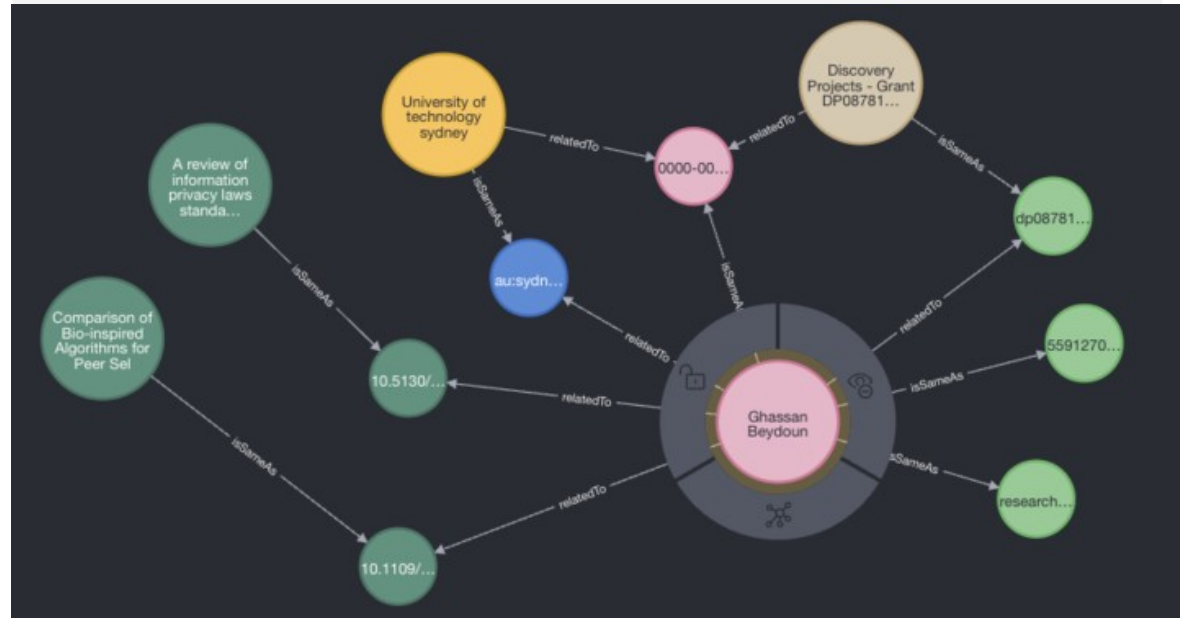 Discovery
Projects - Grant
DP08781...
University of
technology
sydney
relatedTo
relatedTo
isSameAs
A review of
information
privacy laws
standa...
0000-00...
isSameAs
dp08781...
isSameAs
au:sydn...
isSameA
relatedTo
Comparison of
Bio-inspired
Algorithms for
Peer Sel
relatedTo
5591270...
10.5130/...
isSameAs
relatedTo
Ghassan
Beydoun
isSameAs
sSameAs
relatedTo
research...
10.1109/...